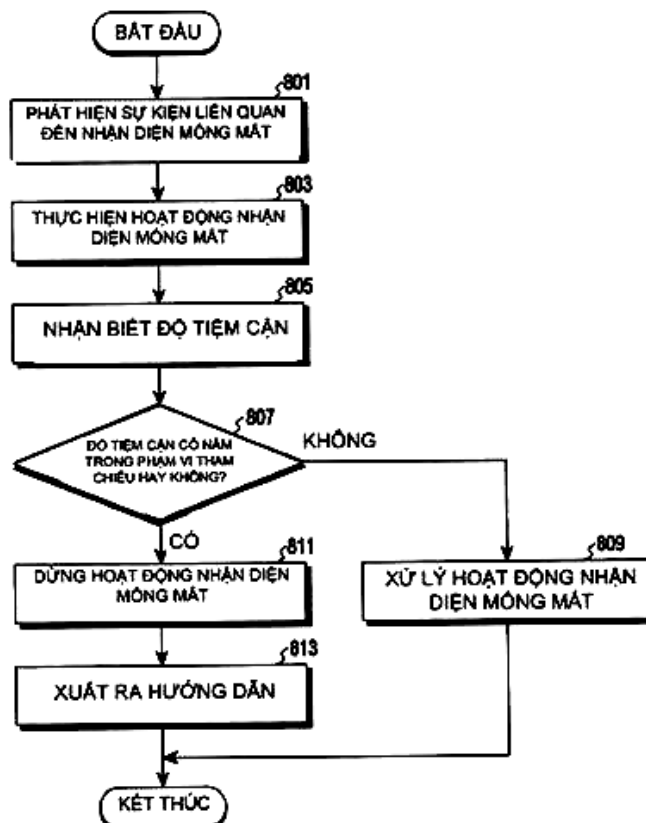 BẮT ĐẦU
801
PHÁT HIỆN SỰ KIỆN LIÊN QUAN
ĐẾN NHẬN DIỆN MỐNG MẮT
803
THỰC HIỆN HOẠT ĐỘNG NHẬN
DIỆN MỐNG MẮT
805
NHẬN BIẾT ĐỘ TIỆM CẬN
807
ĐỘ TIỆM CẬN CÓ NẰM
TRONG PHẠM VI THAM
CHIẾU HAY KHÔNG?
KHÔNG
CÓ
811
DỪNG HOẠT ĐỘNG NHẬN DIỆN
MỐNG MẮT
809
XỬ LÝ HOẠT ĐỘNG NHẬN
DIỆN MỐNG MẮT
813
XUẤT RA HƯỚNG DẪN
KẾT THÚC